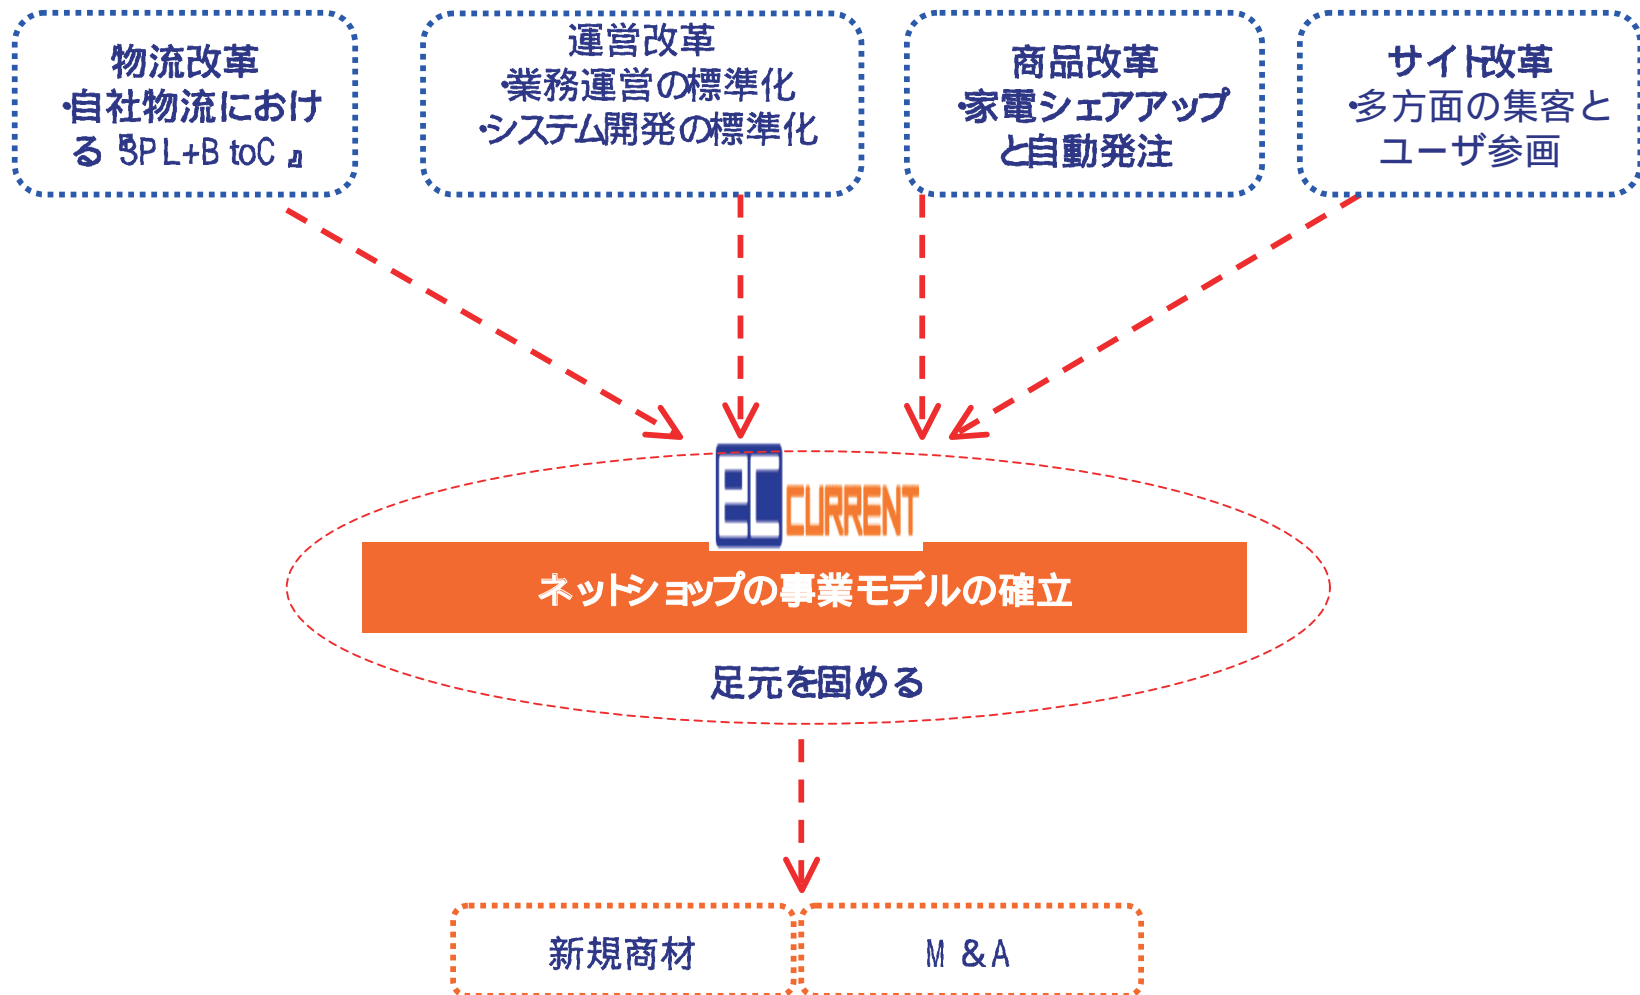 物流改革
・自社物流におけ
る『3PL+BtoC』
運営改革
・業務運営の標準化
・システム開発の標準化
商品改革
・家電シェアアップ
と自動発注
サイト改革
・多方面の集客と
ユーザ参画
EC CURRENT
ネットショップの事業モデルの確立
足元を固める
新規商材
M&A